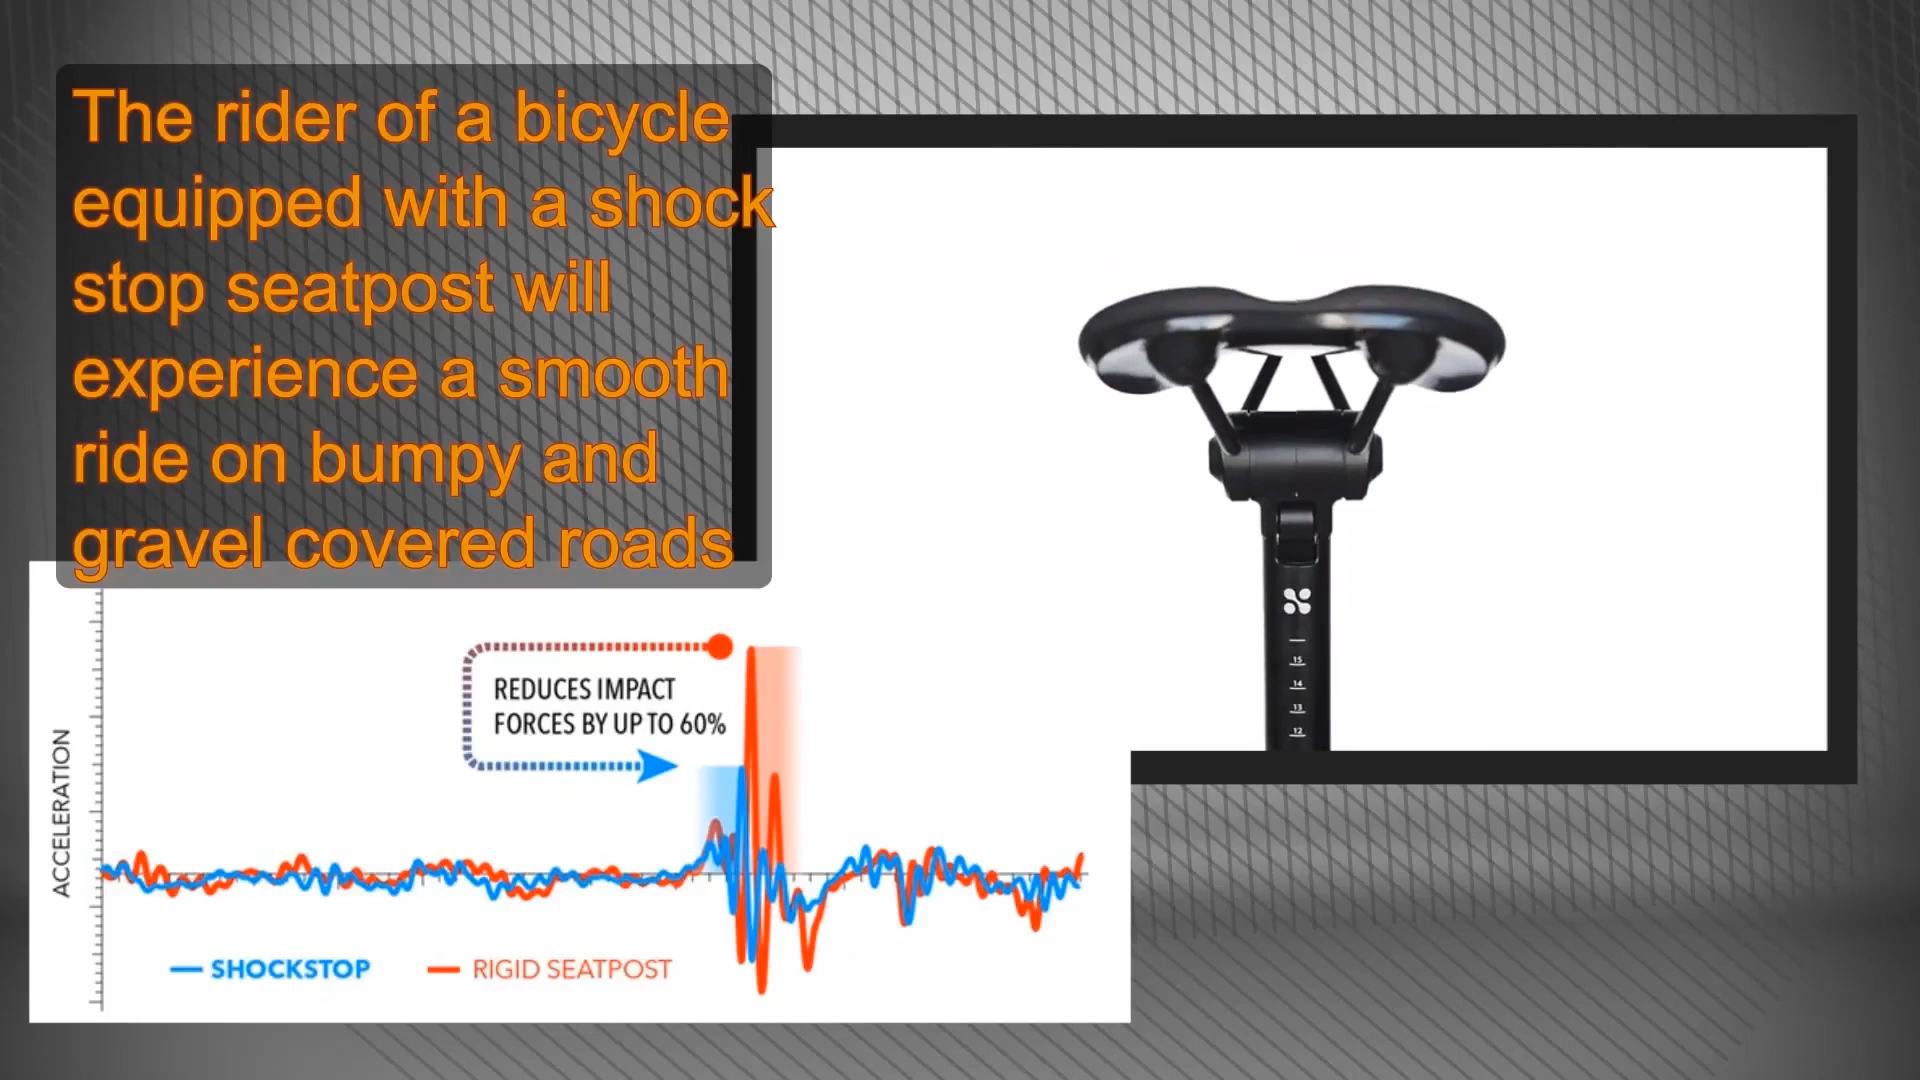 The rider of a bicycle
equipped with a shock
stop seatpost will
experience a smooth
ride on bumpy and
gravel covered roads
REDUCES IMPACT
FORCES BY UP TO 60%
ACCELERATION
SHOCKSTOP
RIGID SEATPOST
15
14
13
12